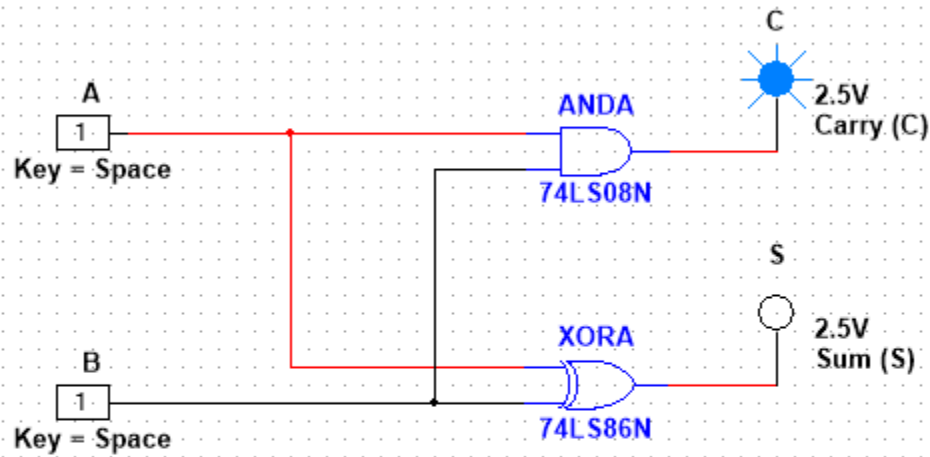 C
A
ANDA
2.5V
Carry (C)
1
Key = Space
74LS08N
S
XORA
2.5V
Sum (S)
B
1
Key = Space
74LS86N